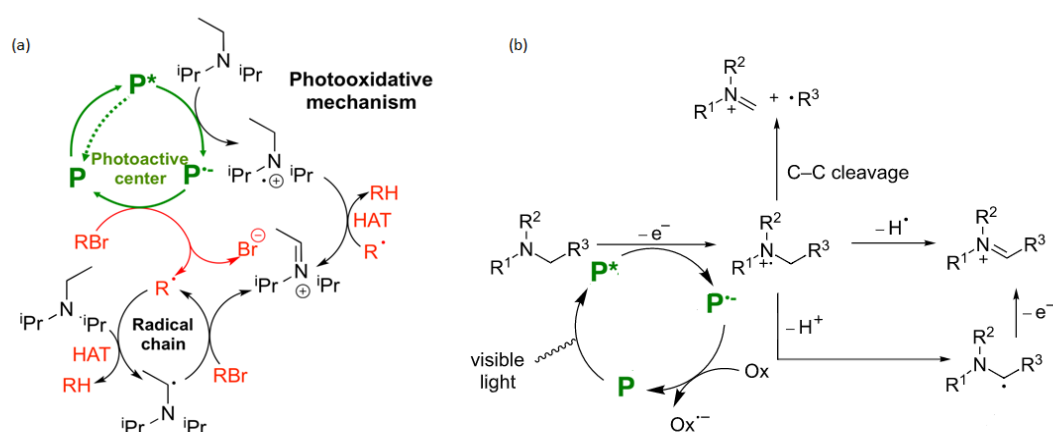 (a)
N
iPr iPr
P*
Photooxidative
mechanism
Photoactive
center
P
P•-
N
iPr •⊕ iPr
RH
HAT
R•
RBr
Br⊖
N
iPr ⊕ iPr
R•
N
iPr iPr
Radical
chain
HAT
RH
RBr
•
N
iPr iPr
(b)
R2
R1 N+ + •R3
C–C cleavage
R2
R1 N R3
– e–
R2
R1 N+• R3
– H•
R2
R1 N+ R3
P*
P•-
–H+
– e–
visible
light
P
Ox
Ox•–
R2
R1 N • R3